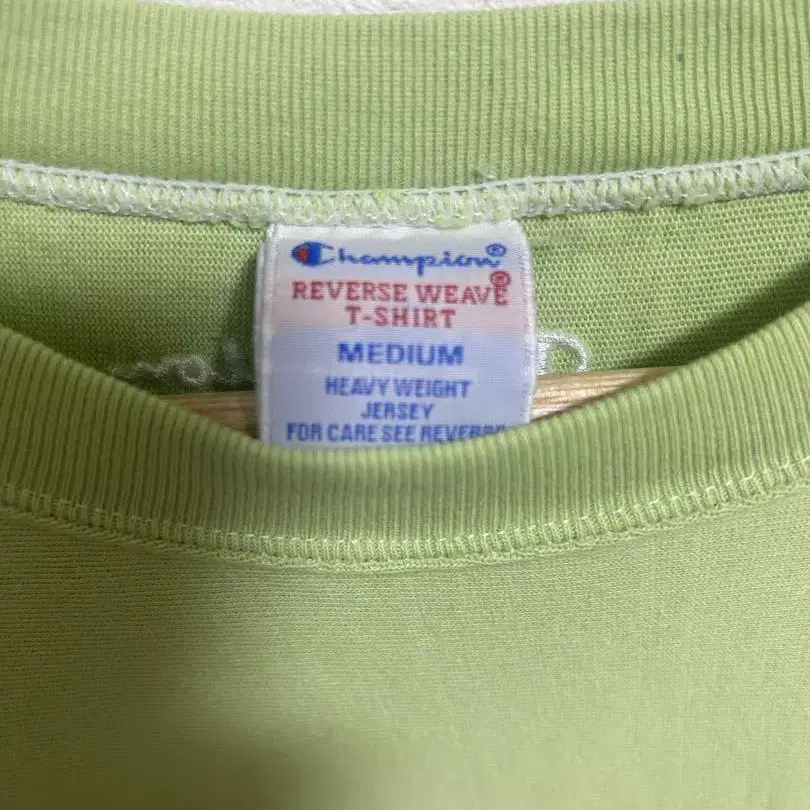 Champion®
REVERSE WEAVE®
T-SHIRT
MEDIUM
HEAVY WEIGHT
JERSEY
FOR CARE SEE REVERSE